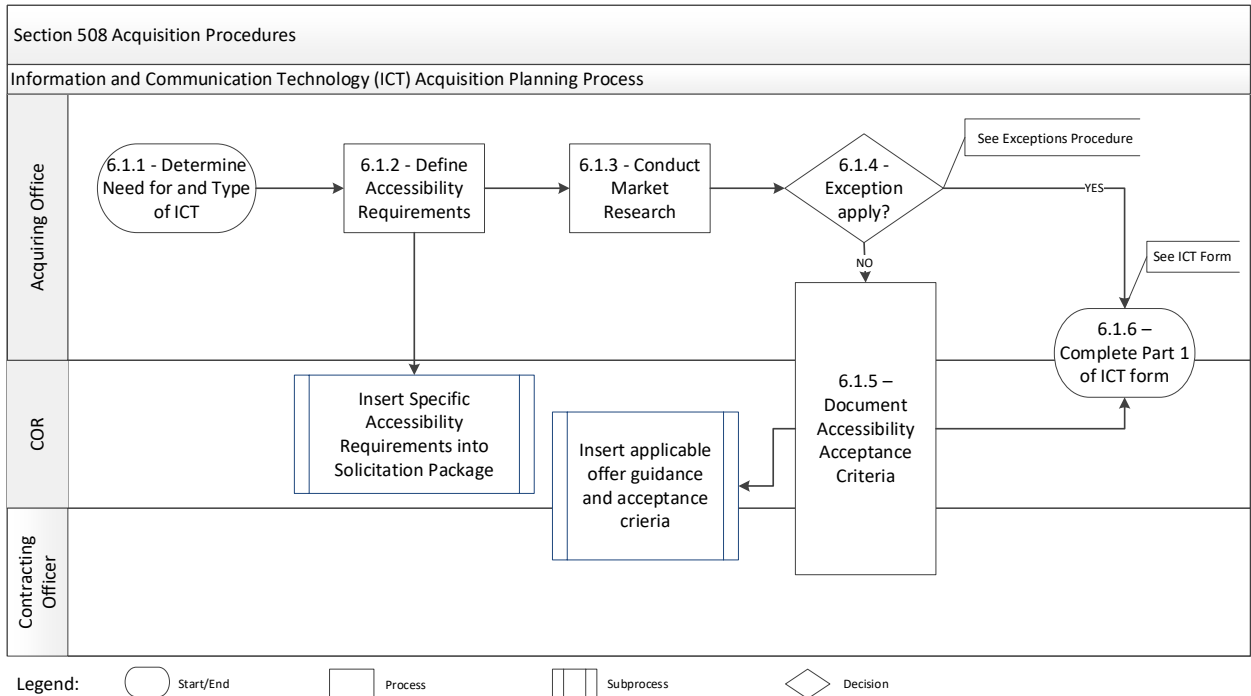 Section 508 Acquisition Procedures
Information and Communication Technology (ICT) Acquisition Planning Process
Acquiring Office
6.1.1 - Determine
Need for and Type
of ICT
6.1.2 - Define
Accessibility
Requirements
6.1.3 - Conduct
Market
Research
6.1.4 -
Exception
apply?
See Exceptions Procedure
YES
NO
See ICT Form
6.1.6 –
Complete Part 1
of ICT form
COR
Insert Specific
Accessibility
Requirements into
Solicitation Package
Insert applicable
offer guidance
and acceptance
crieria
6.1.5 –
Document
Accessibility
Acceptance
Criteria
Contracting
Officer
Legend:
Start/End
Process
Subprocess
Decision